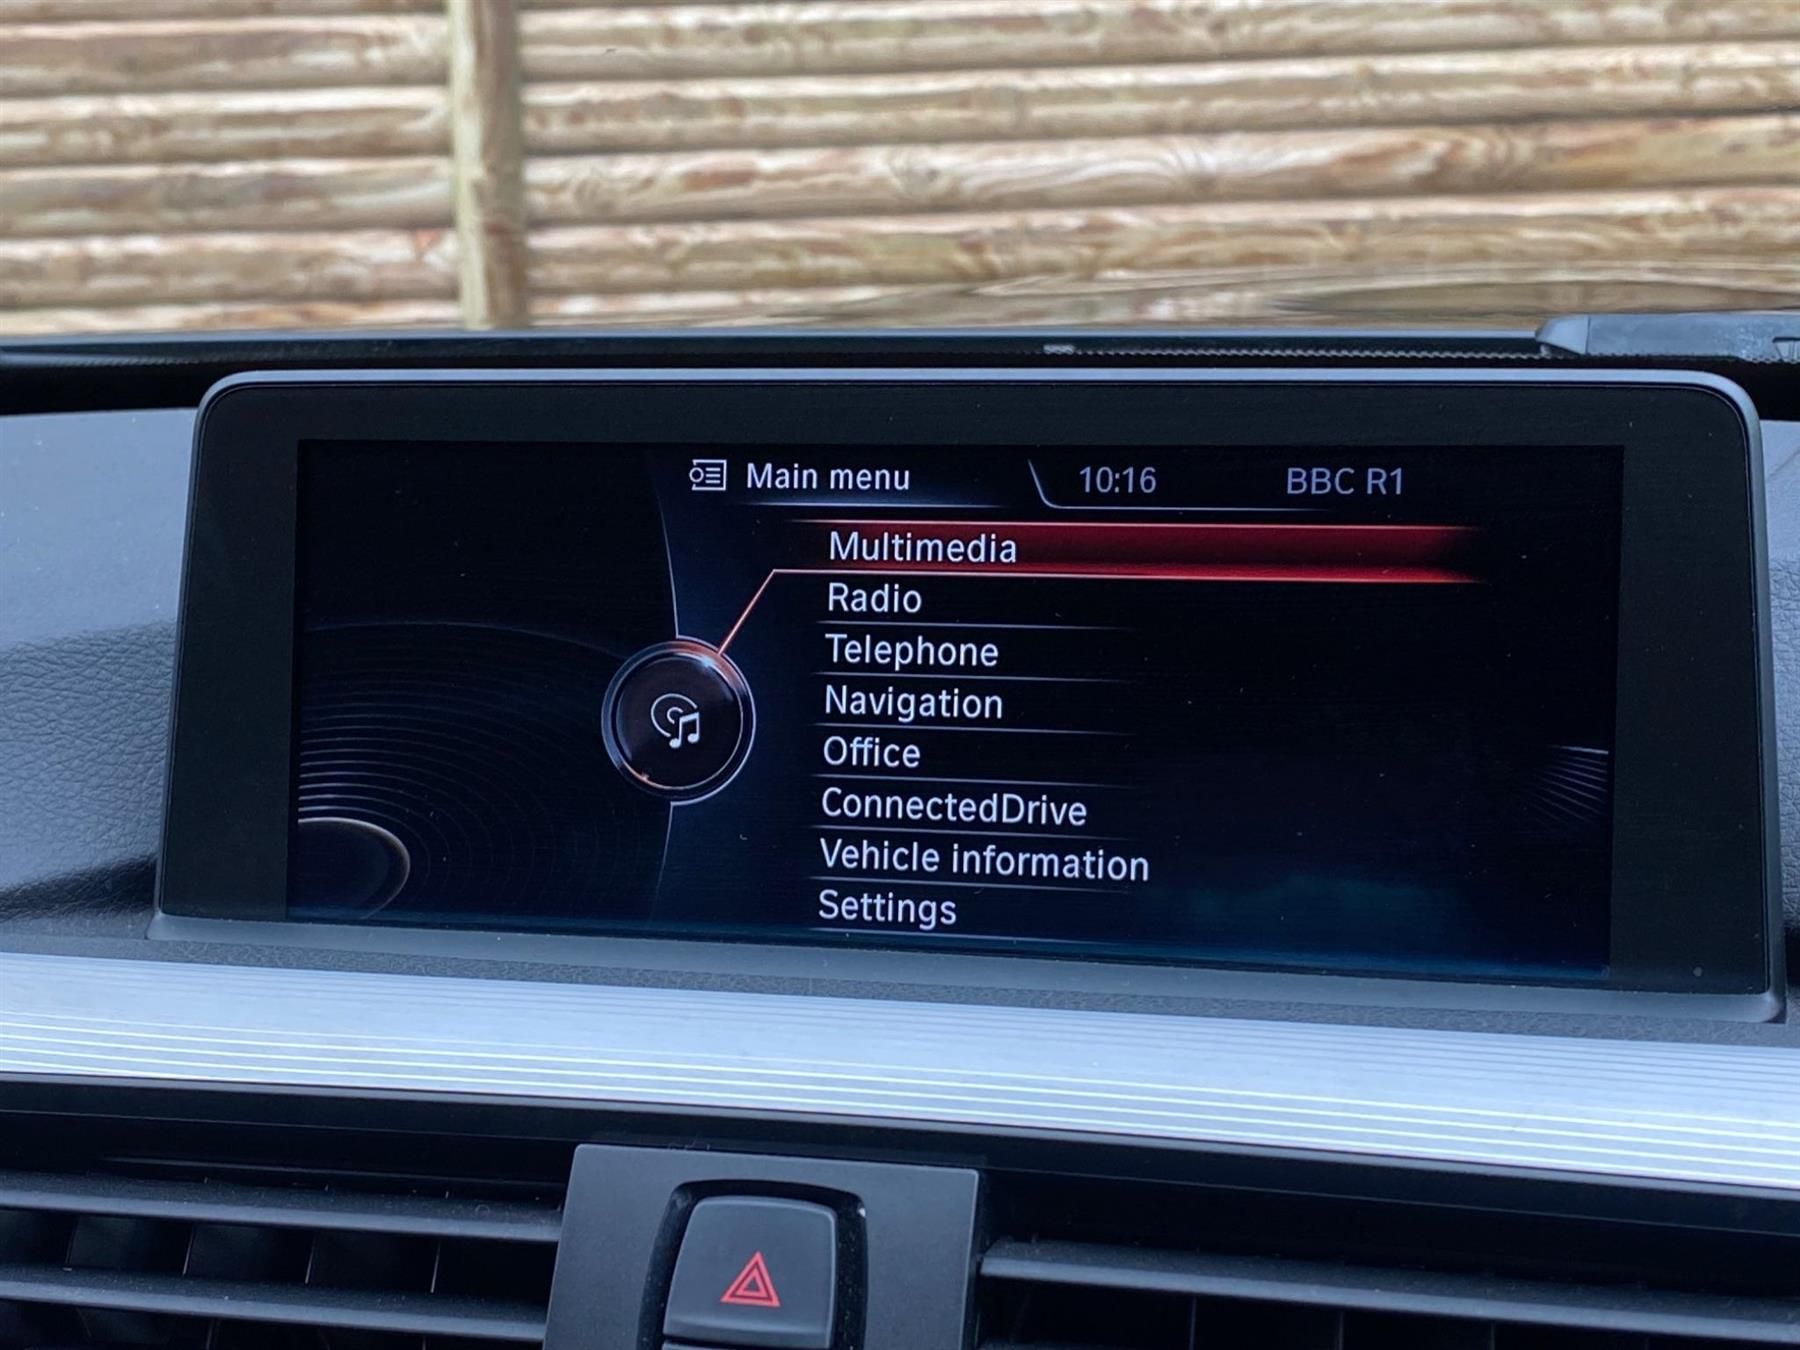 Main menu 10:16 BBC R1
Multimedia
Radio
Telephone
Navigation
Office
ConnectedDrive
Vehicle information
Settings